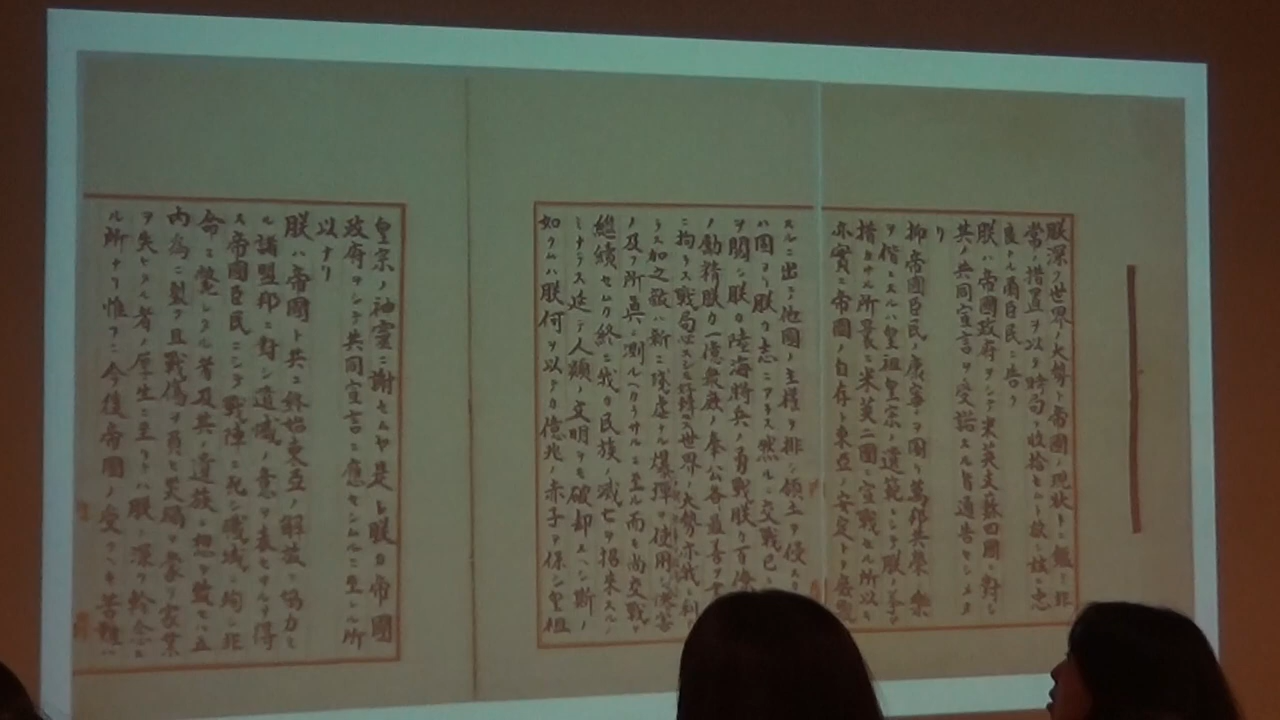 朕深ク世界ノ大勢ト帝國ノ現狀トニ鑑ミ非
常ノ措置ヲ以テ時局ヲ收拾セムト欲シ茲ニ忠
良ナル爾臣民ニ告ク
朕ハ帝國政府ヲシテ米英支蘇四國ニ對シ
其ノ共同宣言ヲ受諾スル旨通告セシメタ
リ
抑帝國臣民ノ康寧ヲ圖リ萬邦共榮ノ樂
ヲ偕ニスルハ皇祖皇宗ノ遺範ニシテ朕ノ拳々
措カサル所曩ニ米英二國ニ宣戰セル所以モ
亦實ニ帝國ノ自存ト東亞ノ安定トヲ庶幾
スルニ出テ他國ノ主權ヲ排シ領土ヲ侵ス
ハ固ヨリ朕カ志ニアラス然ルニ交戰已ニ
ヲ閲シ朕カ陸海將兵ノ勇戰朕カ百僚
ノ勵精朕カ一億衆庶ノ奉公各最善ヲ
ニ拘ラス戰局必スシモ好轉セス世界ノ大勢亦我ニ利
ラス加之敵ハ新ニ殘虐ナル爆彈ヲ使用シ慘害
ノ及フ所眞ニ測ルヘカラサルニ至ル而モ尚交戰ヲ
繼續セムカ終ニ我カ民族ノ滅亡ヲ招來スルノ
ミナラス延テ人類ノ文明ヲモ破却スヘシ斯ノ
如クムハ朕何ヲ以テカ億兆ノ赤子ヲ保シ皇祖
皇宗ノ神靈ニ謝セムヤ是レ朕カ帝國
政府ヲシテ共同宣言ニ應セシムルニ至レル所
以ナリ
朕ハ帝國ト共ニ終始東亞ノ解放ニ協力セ
ル諸盟邦ニ對シ遺憾ノ意ヲ表セサルヲ得
ス帝國臣民ニシテ戰陣ニ死シ職域ニ殉シ非
命ニ斃レタル者及其ノ遺族ニ想ヲ致セハ五
內爲ニ裂ク且戰傷ヲ負ヒ災禍ヲ蒙リ家業
ヲ失ヒタル者ノ厚生ニ至リテハ朕ノ深ク軫念ス
ル所ナリ惟フニ今後帝國ノ受クヘキ苦難ハ